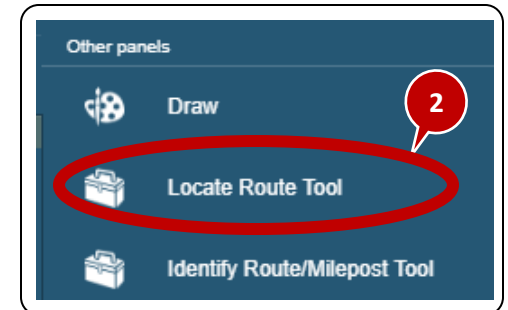 Other panels
Draw
2
Locate Route Tool
Identify Route/Milepost Tool